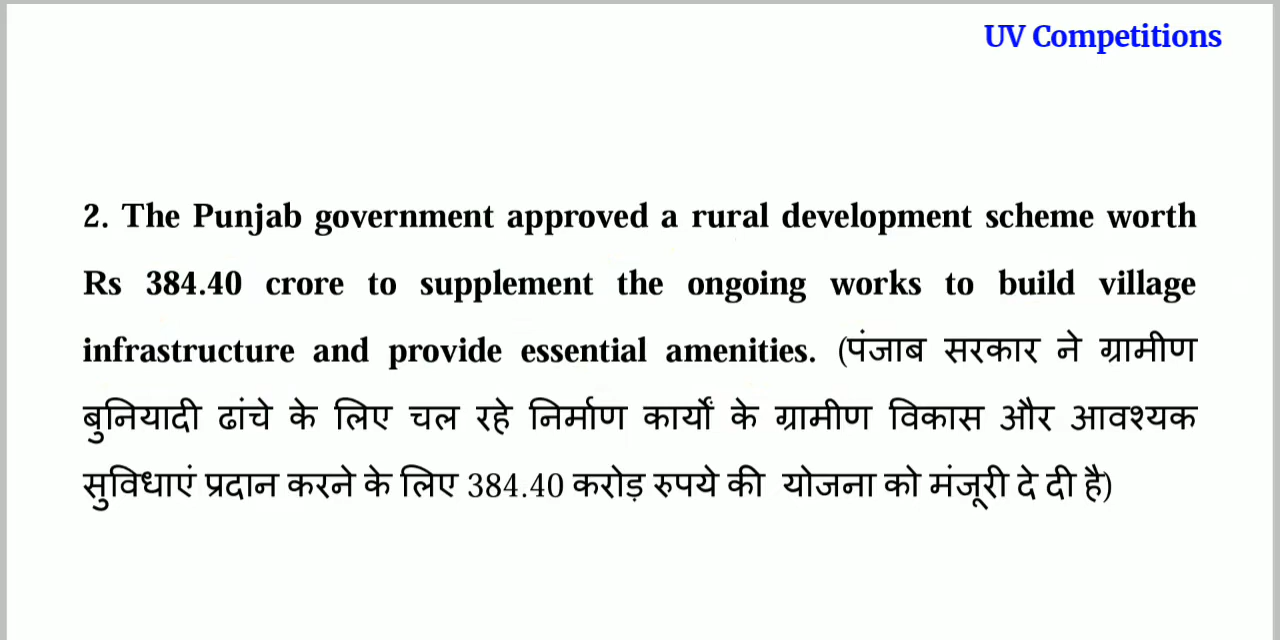 UV Competitions
2. The Punjab government approved a rural development scheme worth
Rs 384.40 crore to supplement the ongoing works to build village
infrastructure and provide essential amenities. (पंजाब सरकार ने ग्रामीण
बुनियादी ढांचे के लिए चल रहे निर्माण कार्यों के ग्रामीण विकास और आवश्यक
सुविधाएं प्रदान करने के लिए 384.40 करोड़ रुपये की योजना को मंजूरी दे दी है)